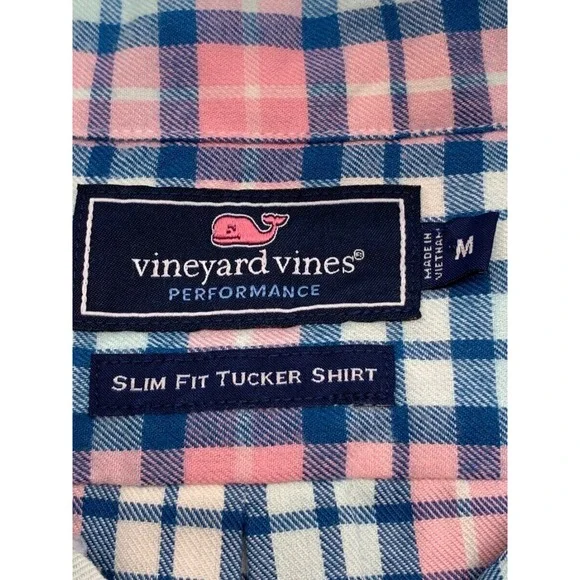 vineyard vines®
PERFORMANCE
MADE IN
VIETNAM
M
SLIM FIT TUCKER SHIRT